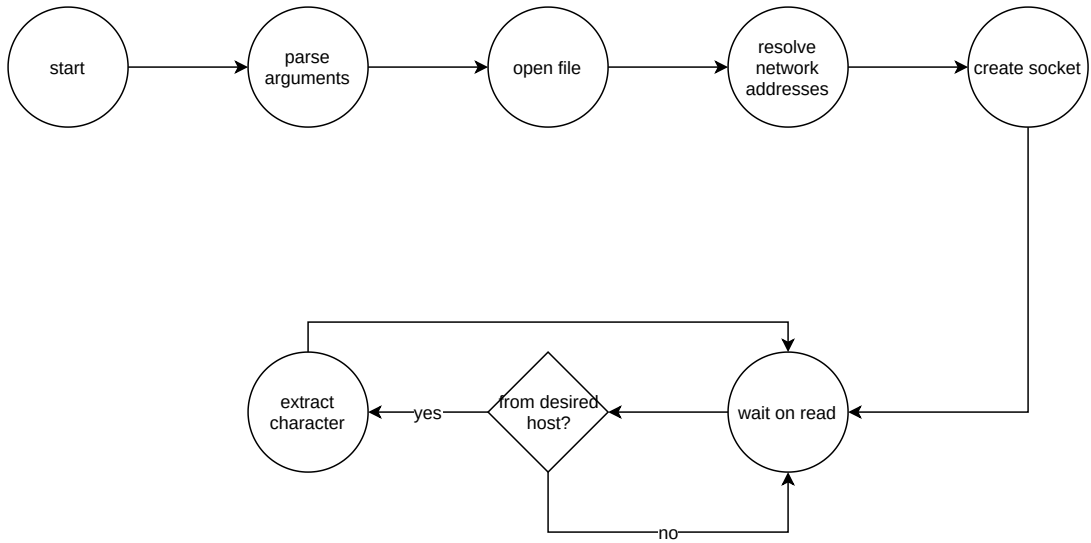 start
parse
arguments
open file
resolve
network
addresses
create socket
extract
character
yes
from desired
host?
wait on read
no